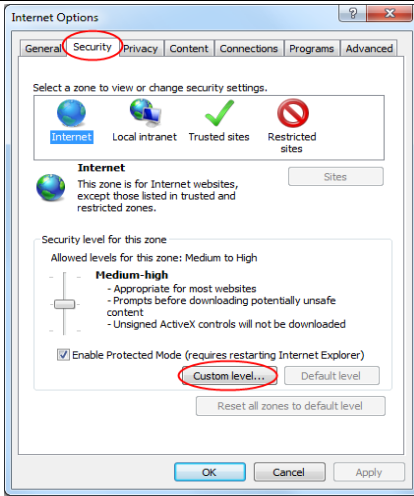 Internet Options
General Security Privacy Content Connections Programs Advanced
Select a zone to view or change security settings.
Internet Local intranet Trusted sites Restricted
sites
Internet
This zone is for Internet websites,
except those listed in trusted and
restricted zones.
Sites
Security level for this zone
Allowed levels for this zone: Medium to High
Medium-high
- Appropriate for most websites
- Prompts before downloading potentially unsafe
content
- Unsigned ActiveX controls will not be downloaded
Enable Protected Mode (requires restarting Internet Explorer)
Custom level... Default level
Reset all zones to default level
OK Cancel Apply